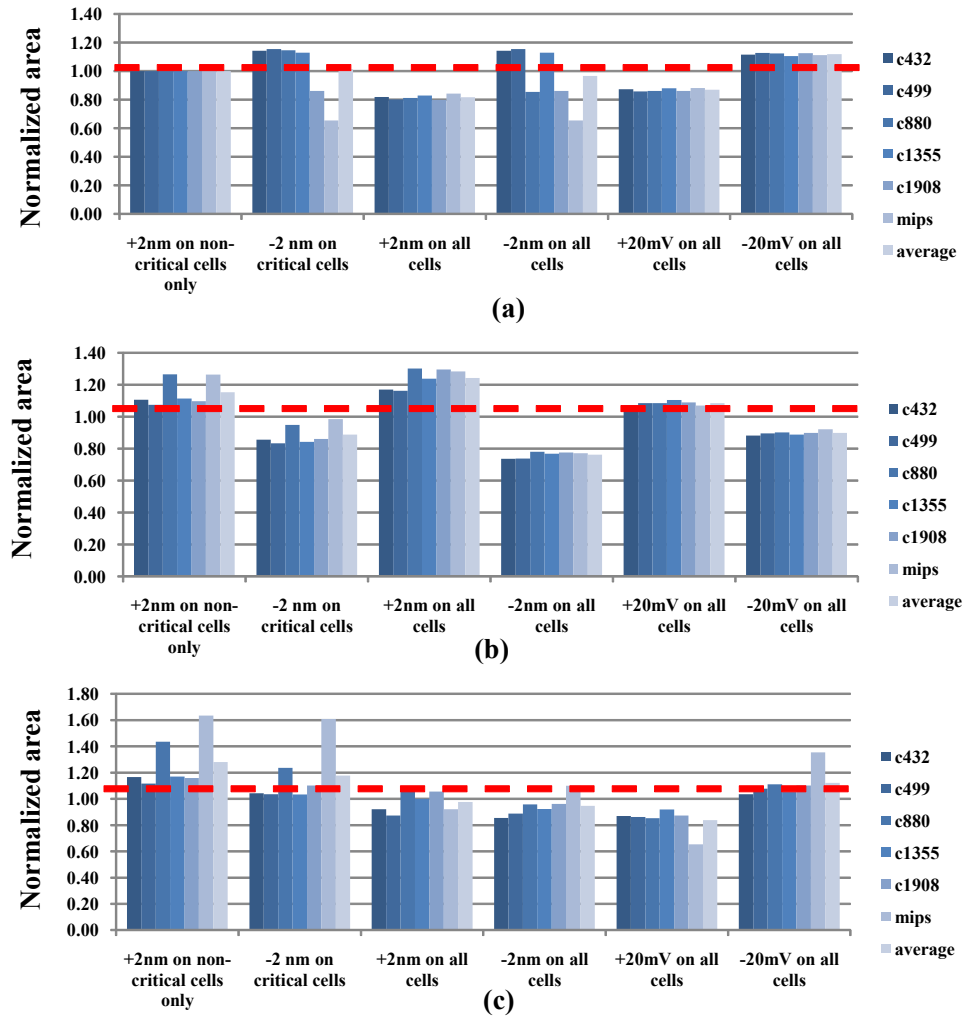 Normalized area
1.40
1.20
1.00
0.80
0.60
0.40
0.20
0.00
+2nm on non-
critical cells
only
-2 nm on
critical cells
+2nm on all
cells
-2nm on all
cells
+20mV on all
cells
-20mV on all
cells
c432
c499
c880
c1355
c1908
mips
average
(a)
Normalized area
1.40
1.20
1.00
0.80
0.60
0.40
0.20
0.00
+2nm on non-
critical cells
only
-2 nm on
critical cells
+2nm on all
cells
-2nm on all
cells
+20mV on all
cells
-20mV on all
cells
c432
c499
c880
c1355
c1908
mips
average
(b)
Normalized area
1.80
1.60
1.40
1.20
1.00
0.80
0.60
0.40
0.20
0.00
+2nm on non-
critical cells
only
-2 nm on
critical cells
+2nm on all
cells
-2nm on all
cells
+20mV on all
cells
-20mV on all
cells
c432
c499
c880
c1355
c1908
mips
average
(c)